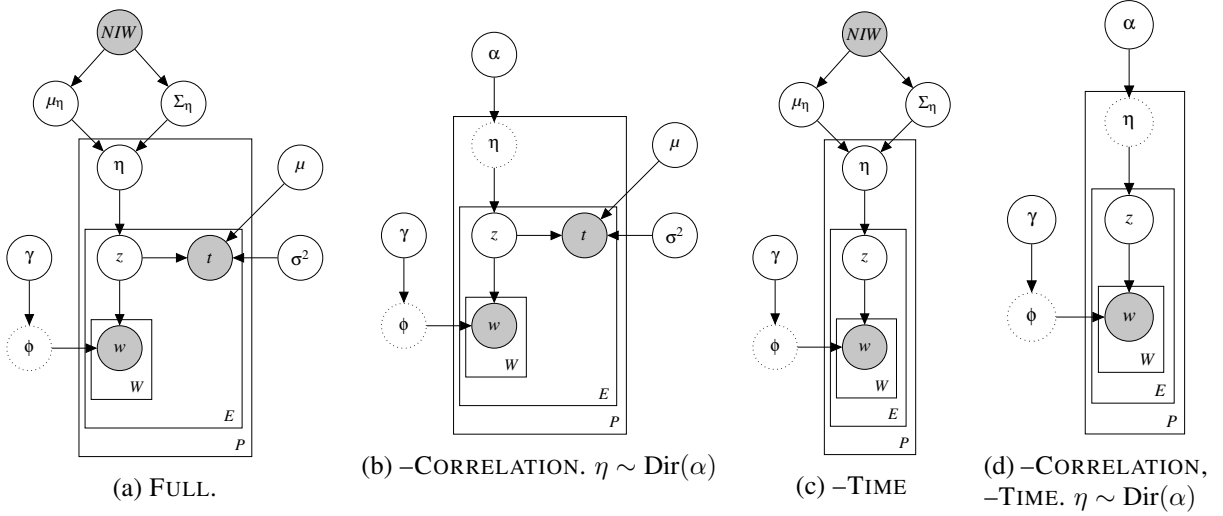 NIW
μη Ση
η μ
γ z t σ²
ϕ w
W
E
P
(a) FULL.
α
η μ
γ z t σ²
ϕ w
W
E
P
(b) –CORRELATION. η ∼ Dir(α)
NIW
μη Ση
η
γ z
ϕ w
W
E
P
(c) –TIME
α
η
γ z
ϕ w
W
E
P
(d) –CORRELATION,
–TIME. η ∼ Dir(α)